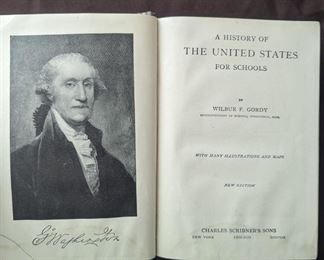 Go Washington
A HISTORY
OF
THE UNITED STATES
FOR SCHOOLS
BY
WILBUR F. GORDY
WITH MANY ILLUSTRATIONS AND MAPS
NEW EDITION
CHARLES SCRIBNER'S SONS
NEW YORK CHICAGO BOSTON